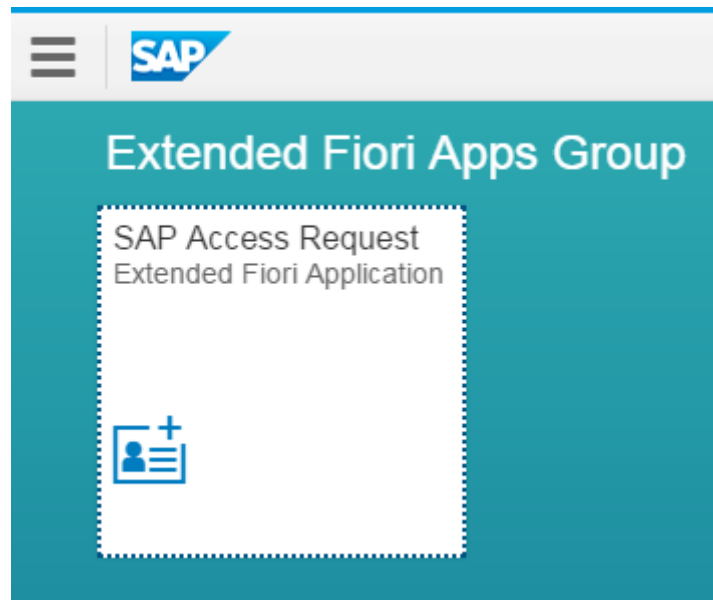 SAP
Extended Fiori Apps Group
SAP Access Request
Extended Fiori Application